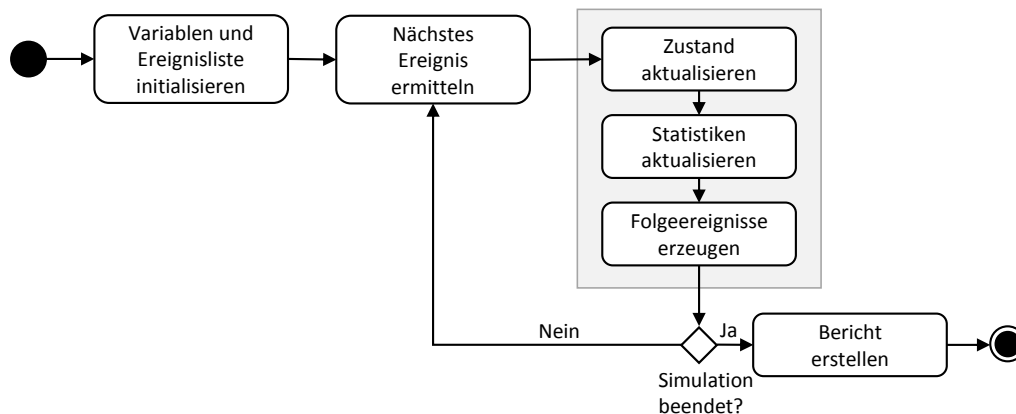 Variablen und
Ereignisliste
initialisieren
Nächstes
Ereignis
ermitteln
Zustand
aktualisieren
Statistiken
aktualisieren
Folgeereignisse
erzeugen
Nein
Ja
Simulation
beendet?
Bericht
erstellen